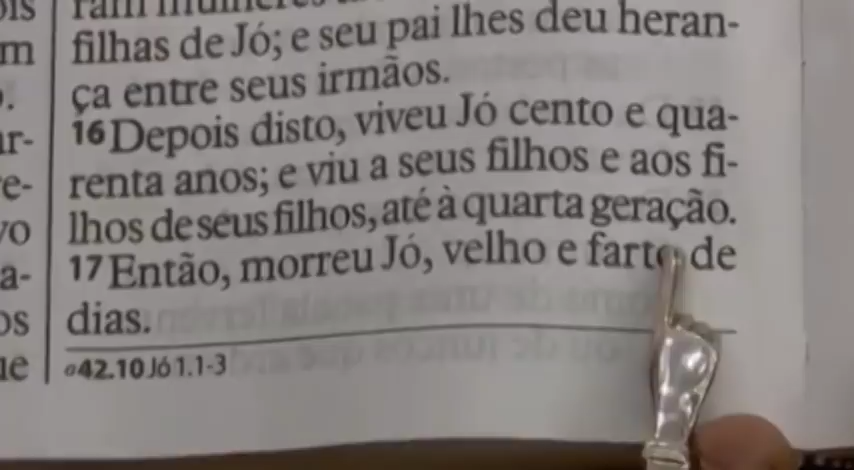 filhas de Jó; e seu pai lhes deu heran-
ça entre seus irmãos.
16 Depois disto, viveu Jó cento e qua-
renta anos; e viu a seus filhos e aos fi-
lhos de seus filhos, até à quarta geração.
17 Então, morreu Jó, velho e farto de
dias.
a 42.10 Jó 1.1-3